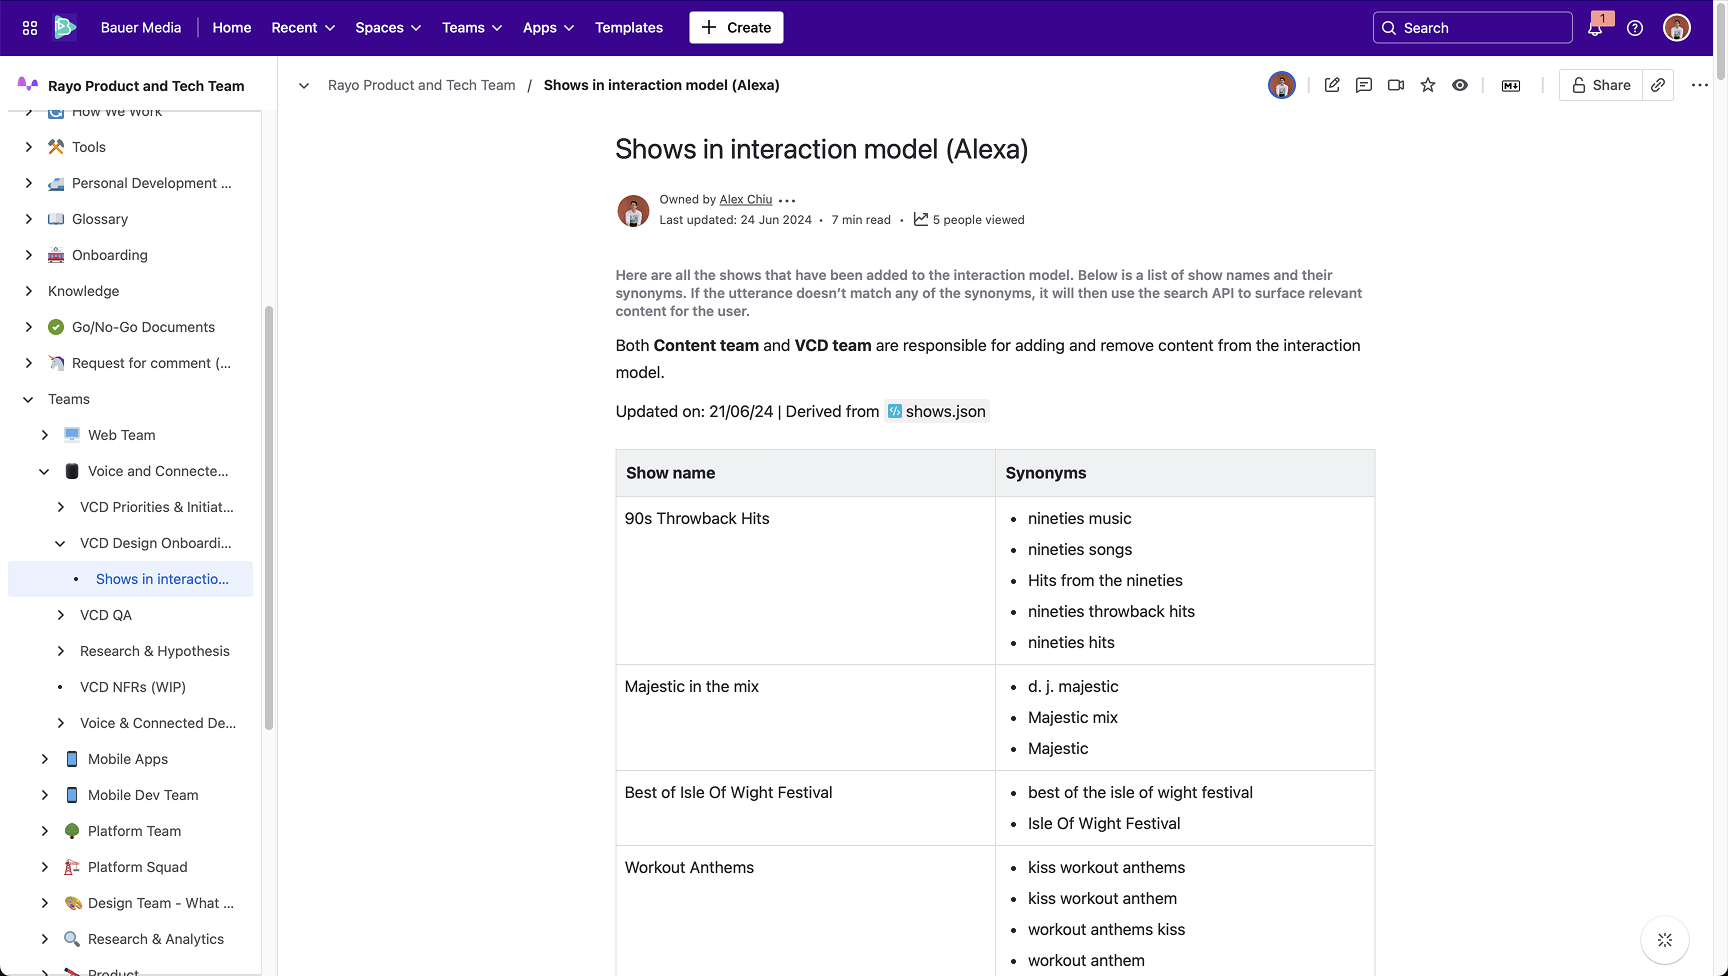 Bauer Media
Home
Recent
Spaces
Teams
Apps
Templates
Create
Search
1
Rayo Product and Tech Team
How We Work
Tools
Personal Development ...
Glossary
Onboarding
Knowledge
Go/No-Go Documents
Request for comment (...
Teams
Web Team
Voice and Connecte...
VCD Priorities & Initiat...
VCD Design Onboardi...
Shows in interactio...
VCD QA
Research & Hypothesis
VCD NFRs (WIP)
Voice & Connected De...
Mobile Apps
Mobile Dev Team
Platform Team
Platform Squad
Design Team - What ...
Research & Analytics
Product
Rayo Product and Tech Team / Shows in interaction model (Alexa)
Share
Shows in interaction model (Alexa)
Owned by Alex Chiu
Last updated: 24 Jun 2024 • 7 min read • 5 people viewed
Here are all the shows that have been added to the interaction model. Below is a list of show names and their
synonyms. If the utterance doesn’t match any of the synonyms, it will then use the search API to surface relevant
content for the user.
Both Content team and VCD team are responsible for adding and remove content from the interaction
model.
Updated on: 21/06/24 | Derived from shows.json
Show name
Synonyms
90s Throwback Hits
• nineties music
• nineties songs
• Hits from the nineties
• nineties throwback hits
• nineties hits
Majestic in the mix
• d. j. majestic
• Majestic mix
• Majestic
Best of Isle Of Wight Festival
• best of the isle of wight festival
• Isle Of Wight Festival
Workout Anthems
• kiss workout anthems
• kiss workout anthem
• workout anthems kiss
• workout anthem